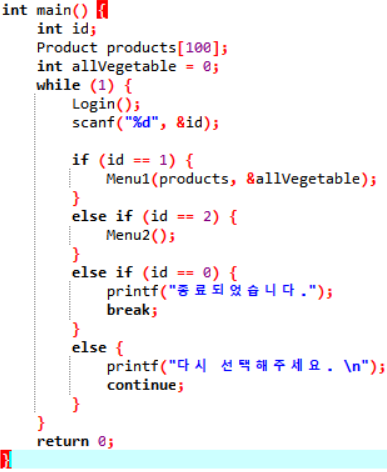 int main() {
    int id;
    Product products[100];
    int allVegetable = 0;
    while (1) {
        Login();
        scanf("%d", &id);

        if (id == 1) {
            Menu1(products, &allVegetable);
        }
        else if (id == 2) {
            Menu2();
        }
        else if (id == 0) {
            printf("종료되었습니다.");
            break;
        }
        else {
            printf("다시 선택해주세요. \n");
            continue;
        }
    }
    return 0;
}